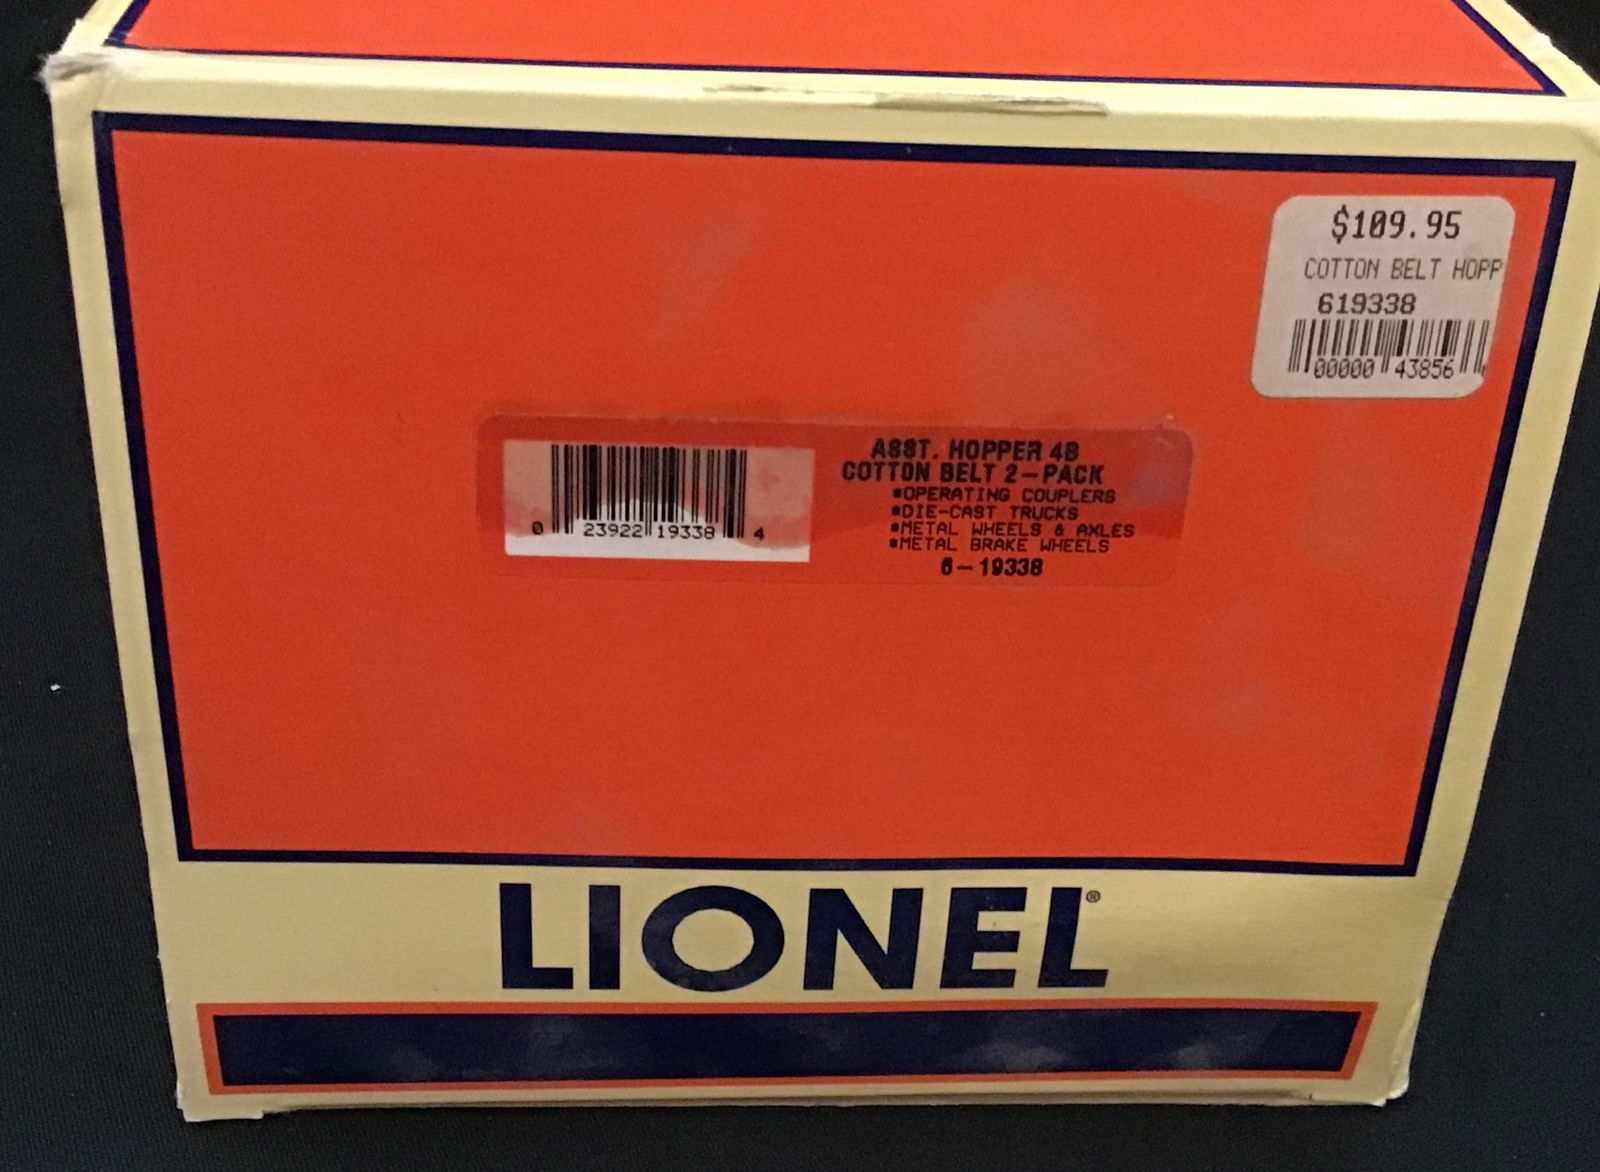 $109.95
COTTON BELT HOPP
619338
00000 43856
ASST. HOPPER 4B
COTTON BELT 2-PACK
*OPERATING COUPLERS
*DIE-CAST TRUCKS
*METAL WHEELS & AXLES
*METAL BRAKE WHEELS
6-19338
0 23922 19338 4
LIONEL®